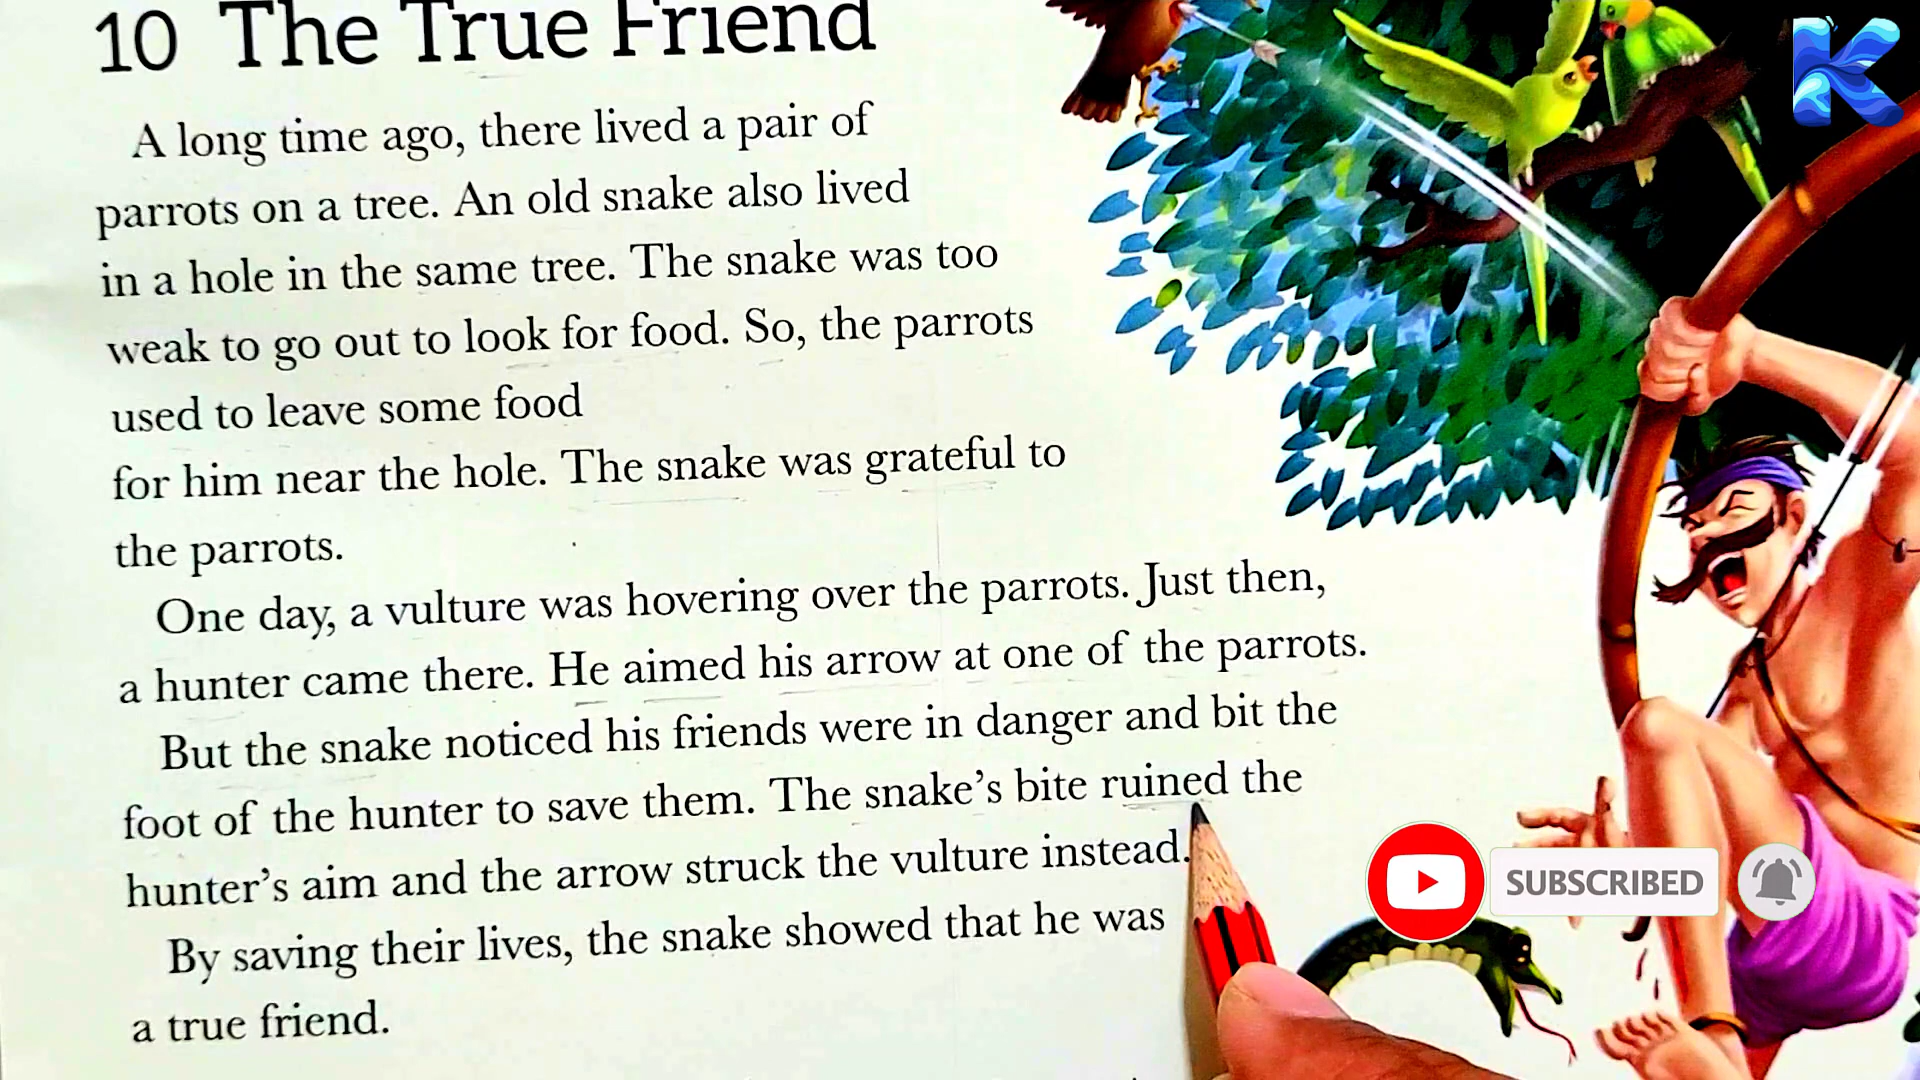 10 The True Friend
A long time ago, there lived a pair of
parrots on a tree. An old snake also lived
in a hole in the same tree. The snake was too
weak to go out to look for food. So, the parrots
used to leave some food
for him near the hole. The snake was grateful to
the parrots.
One day, a vulture was hovering over the parrots. Just then,
a hunter came there. He aimed his arrow at one of the parrots.
But the snake noticed his friends were in danger and bit the
foot of the hunter to save them. The snake's bite ruined the
hunter's aim and the arrow struck the vulture instead.
By saving their lives, the snake showed that he was
a true friend.
K
SUBSCRIBED